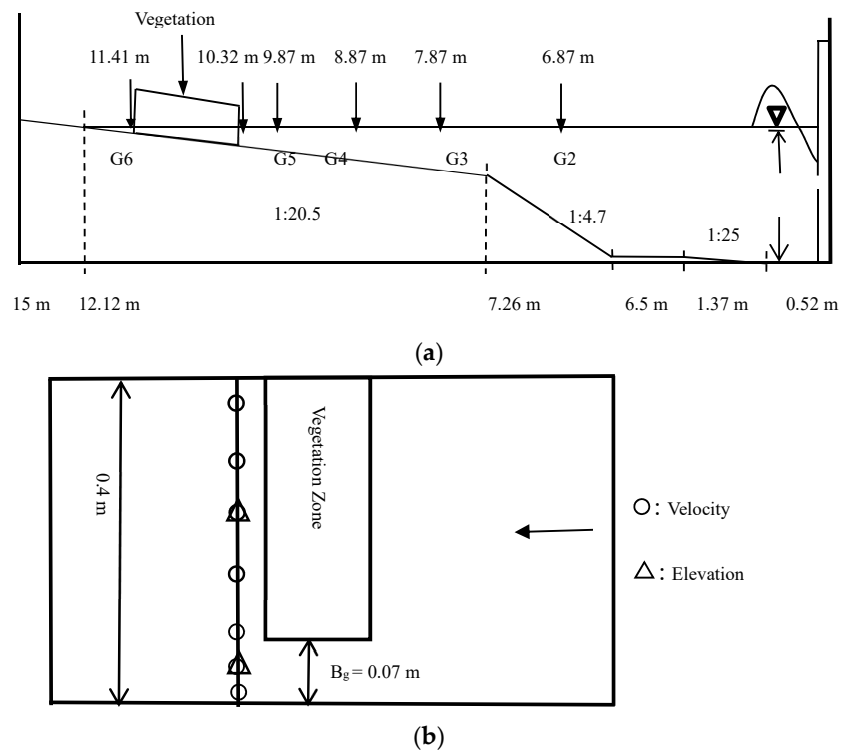 Vegetation
11.41 m 10.32 m 9.87 m 8.87 m 7.87 m 6.87 m
G6 G5 G4 G3 G2
1:20.5 1:4.7 1:25
15 m 12.12 m 7.26 m 6.5 m 1.37 m 0.52 m
(a)
Vegetation Zone
0.4 m
O: Velocity
△: Elevation
Bg = 0.07 m
(b)